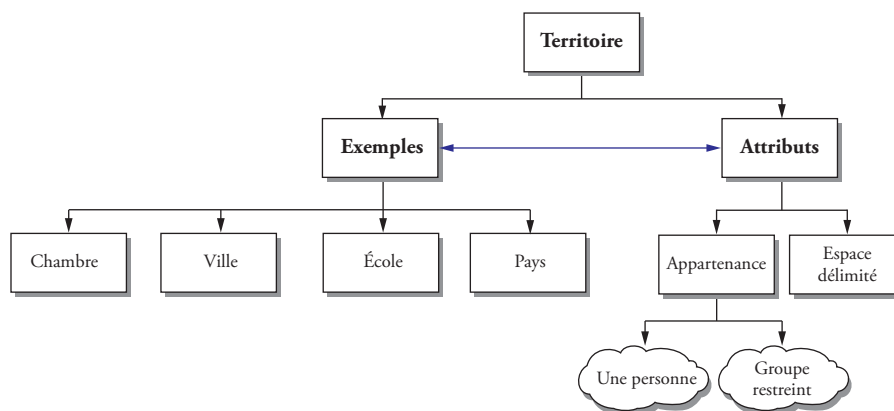 Territoire
Exemples
Attributs
Chambre
Ville
École
Pays
Appartenance
Espace
délimité
Une personne
Groupe
restreint